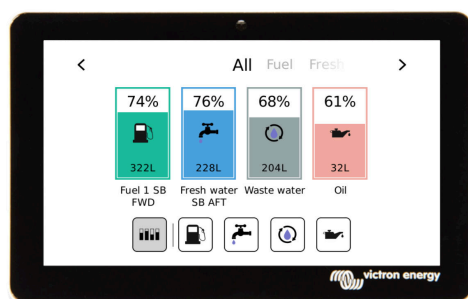 All Fuel Fresh
74% 76% 68% 61%
322L 228L 204L 32L
Fuel 1 SB Fresh water Waste water Oil
FWD SB AFT
victron energy